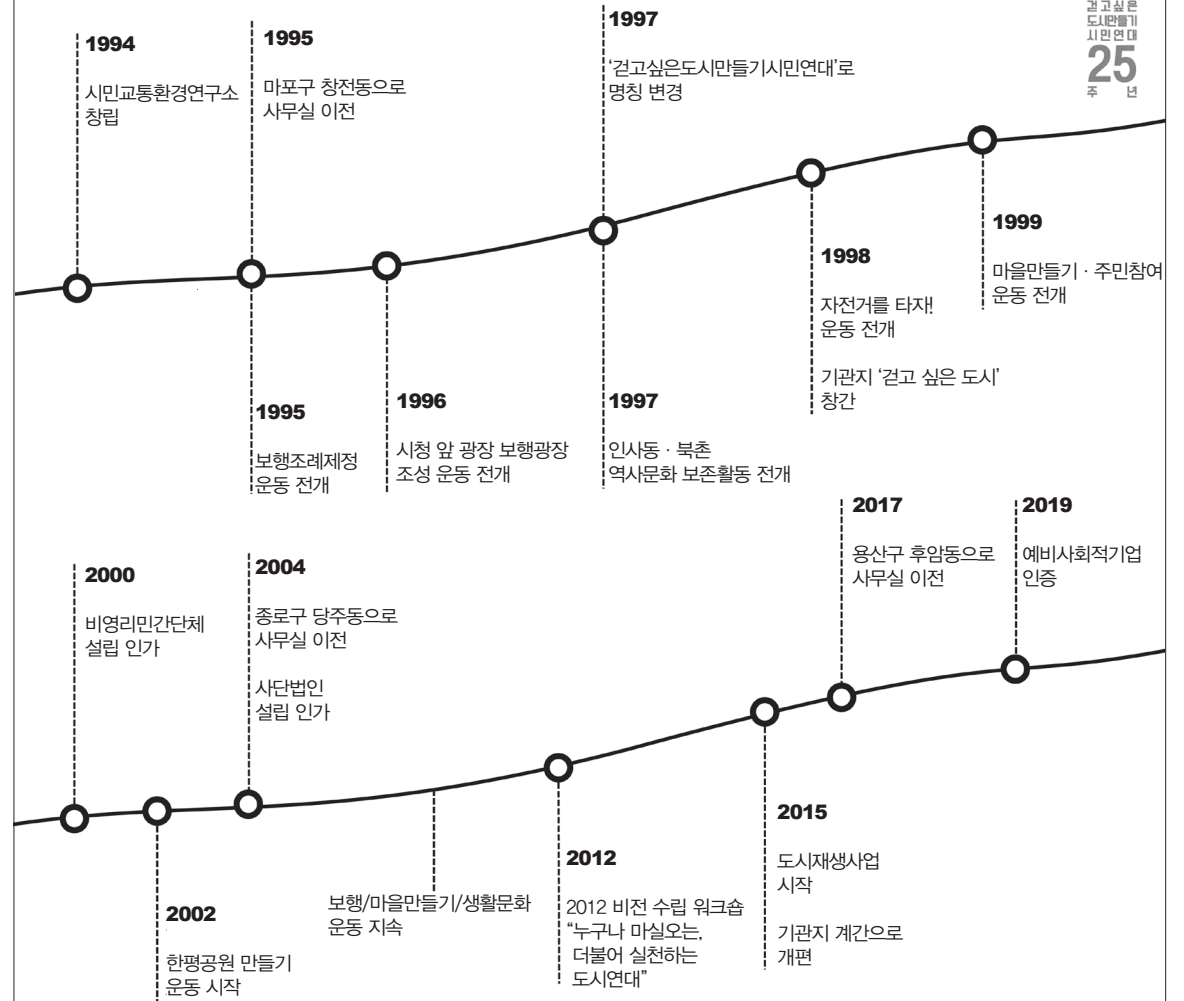 걷고싶은
도시만들기
시민연대
25
주 년
1994
시민교통환경연구소
창립
1995
마포구 창전동으로
사무실 이전
1997
‘걷고싶은도시만들기시민연대’로
명칭 변경
1995
보행조례제정
운동 전개
1996
시청 앞 광장 보행광장
조성 운동 전개
1997
인사동 · 북촌
역사문화 보존활동 전개
1998
자전거를 타자!
운동 전개
기관지 ‘걷고 싶은 도시’
창간
1999
마을만들기 · 주민참여
운동 전개
2000
비영리민간단체
설립 인가
2002
한평공원 만들기
운동 시작
2004
종로구 당주동으로
사무실 이전
사단법인
설립 인가
보행/마을만들기/생활문화
운동 지속
2012
2012 비전 수립 워크숍
“누구나 마실오는,
더불어 실천하는
도시연대”
2015
도시재생사업
시작
기관지 계간으로
개편
2017
용산구 후암동으로
사무실 이전
2019
예비사회적기업
인증